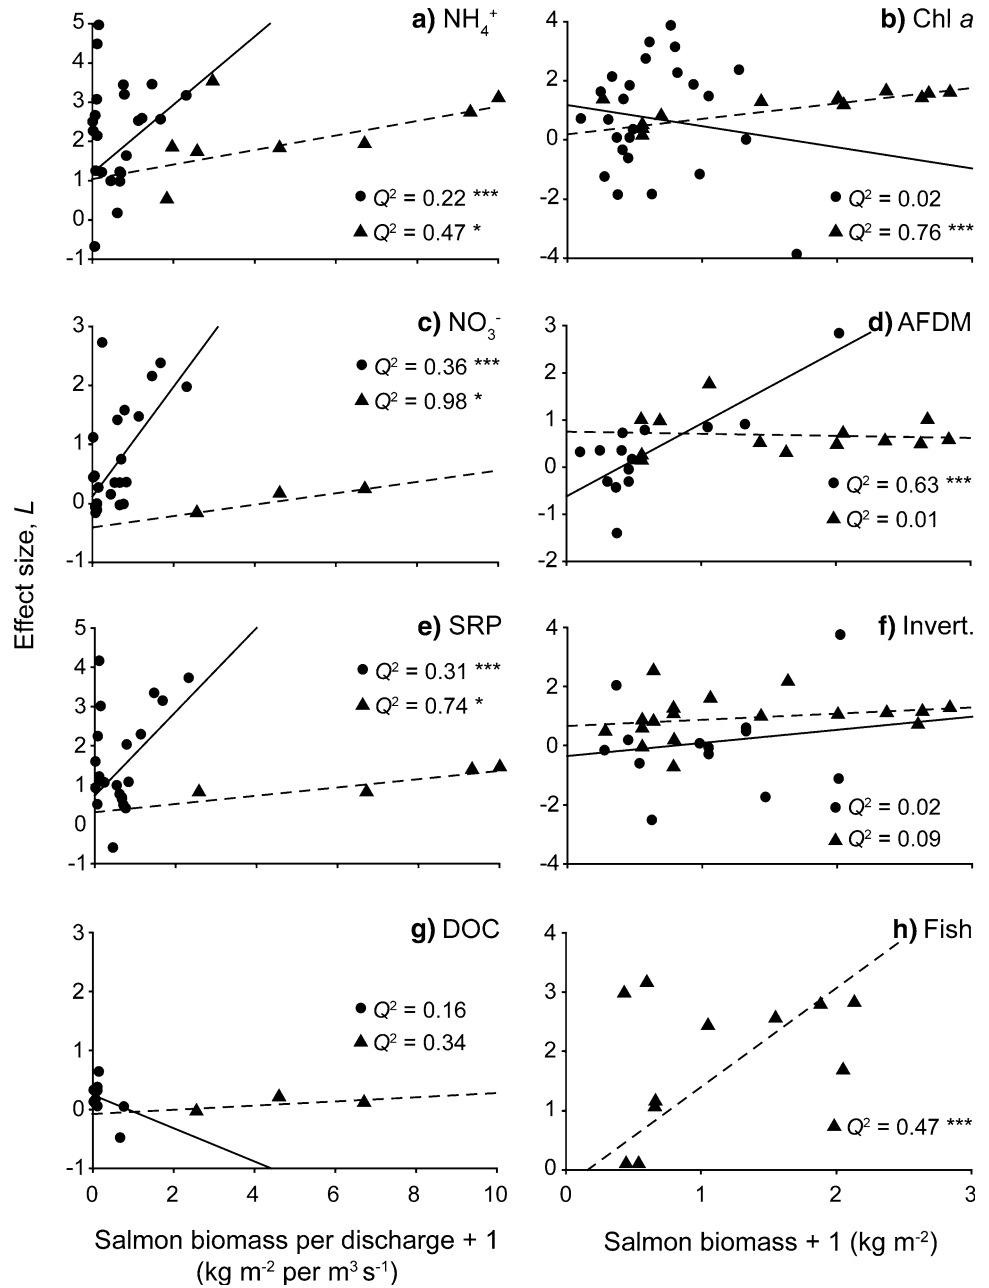 a) NH₄⁺
5
4
3
2
1
0
-1
● Q² = 0.22 ***
▲ Q² = 0.47 *
b) Chl a
4
2
0
-2
-4
● Q² = 0.02
▲ Q² = 0.76 ***
c) NO₃⁻
3
2
1
0
-1
● Q² = 0.36 ***
▲ Q² = 0.98 *
d) AFDM
3
2
1
0
-1
-2
● Q² = 0.63 ***
▲ Q² = 0.01
Effect size, L
e) SRP
5
4
3
2
1
0
-1
● Q² = 0.31 ***
▲ Q² = 0.74 *
f) Invert.
4
2
0
-2
-4
● Q² = 0.02
▲ Q² = 0.09
g) DOC
3
2
1
0
-1
● Q² = 0.16
▲ Q² = 0.34
0 2 4 6 8 10
Salmon biomass per discharge + 1
(kg m⁻² per m³ s⁻¹)
h) Fish
4
3
2
1
0
▲ Q² = 0.47 ***
0 1 2 3
Salmon biomass + 1 (kg m⁻²)